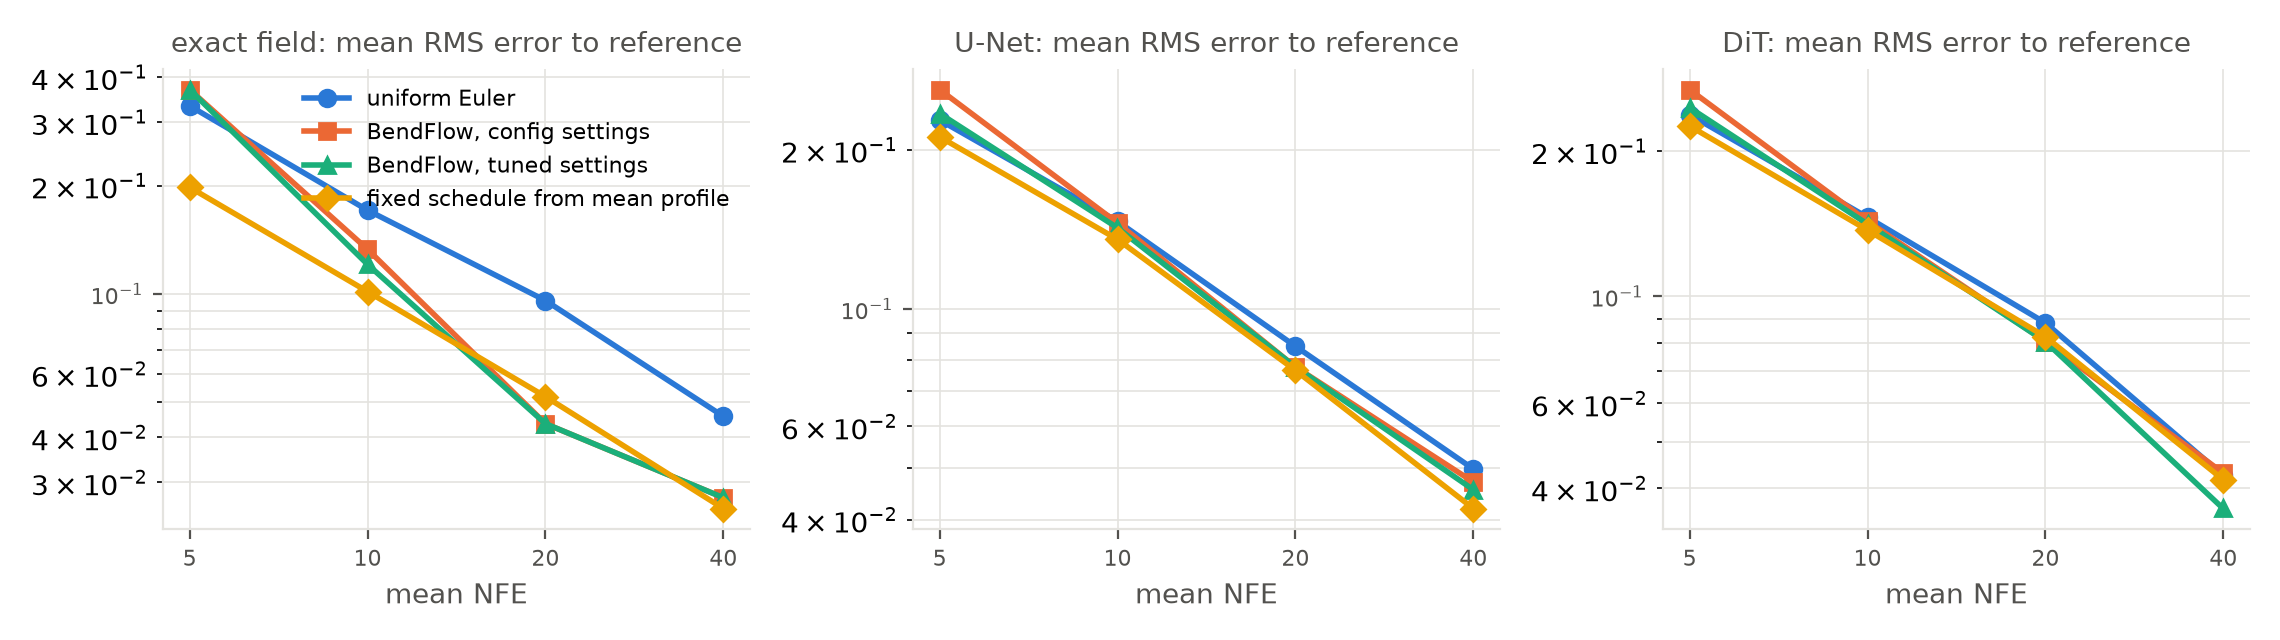 exact field: mean RMS error to reference
4 × 10⁻¹
3 × 10⁻¹
2 × 10⁻¹
10⁻¹
6 × 10⁻²
4 × 10⁻²
3 × 10⁻²
uniform Euler
BendFlow, config settings
BendFlow, tuned settings
fixed schedule from mean profile
5 10 20 40
mean NFE
U-Net: mean RMS error to reference
2 × 10⁻¹
10⁻¹
6 × 10⁻²
4 × 10⁻²
5 10 20 40
mean NFE
DiT: mean RMS error to reference
2 × 10⁻¹
10⁻¹
6 × 10⁻²
4 × 10⁻²
5 10 20 40
mean NFE